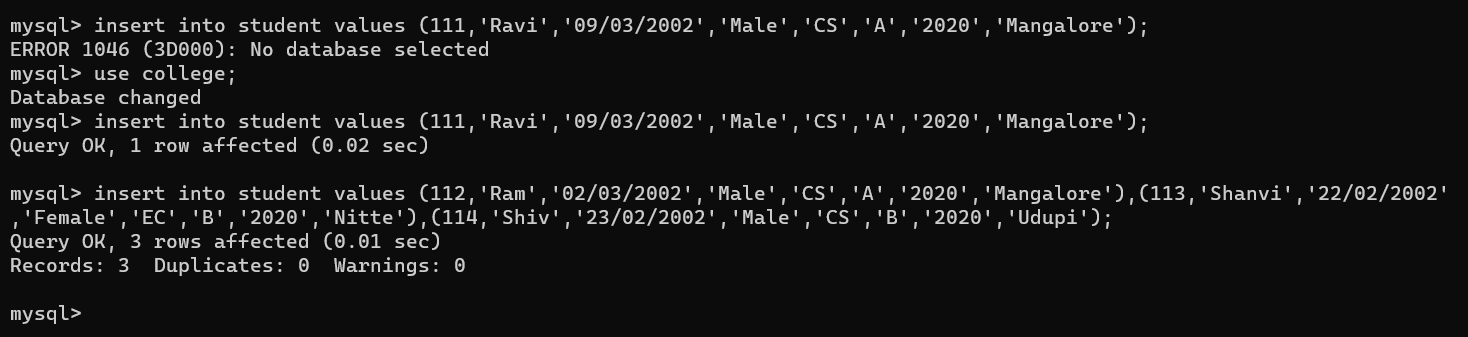 mysql> insert into student values (111,'Ravi','09/03/2002','Male','CS','A','2020','Mangalore');
ERROR 1046 (3D000): No database selected
mysql> use college;
Database changed
mysql> insert into student values (111,'Ravi','09/03/2002','Male','CS','A','2020','Mangalore');
Query OK, 1 row affected (0.02 sec)
mysql> insert into student values (112,'Ram','02/03/2002','Male','CS','A','2020','Mangalore'),(113,'Shanvi','22/02/2002'
,'Female','EC','B','2020','Nitte'),(114,'Shiv','23/02/2002','Male','CS','B','2020','Udupi');
Query OK, 3 rows affected (0.01 sec)
Records: 3  Duplicates: 0  Warnings: 0
mysql>